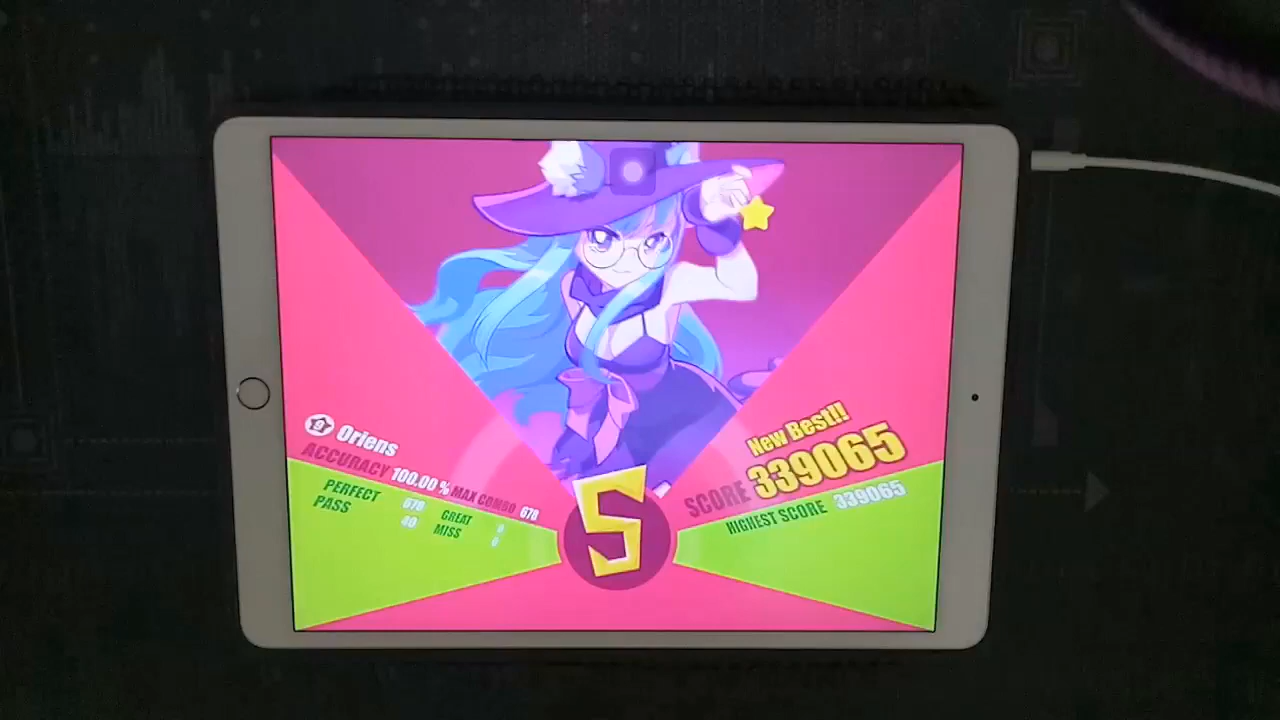 9 Oriens
ACCURACY 100.00 % MAX COMBO 678
PERFECT 678 GREAT 0
PASS 40 MISS 0
S
New Best!!
SCORE 339065
HIGHEST SCORE 339065